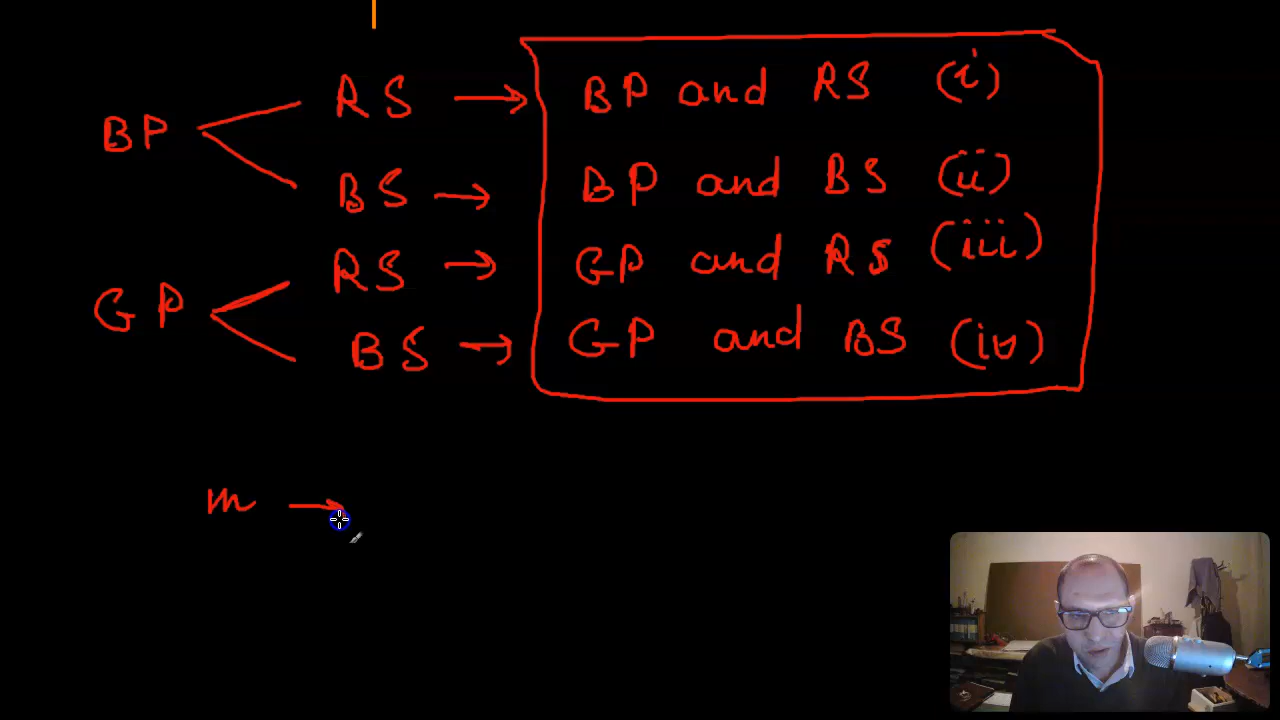 RS → BP and RS (i)
BP
BS → BP and BS (ii)
RS → GP and RS (iii)
GP
BS → GP and BS (iv)
m →